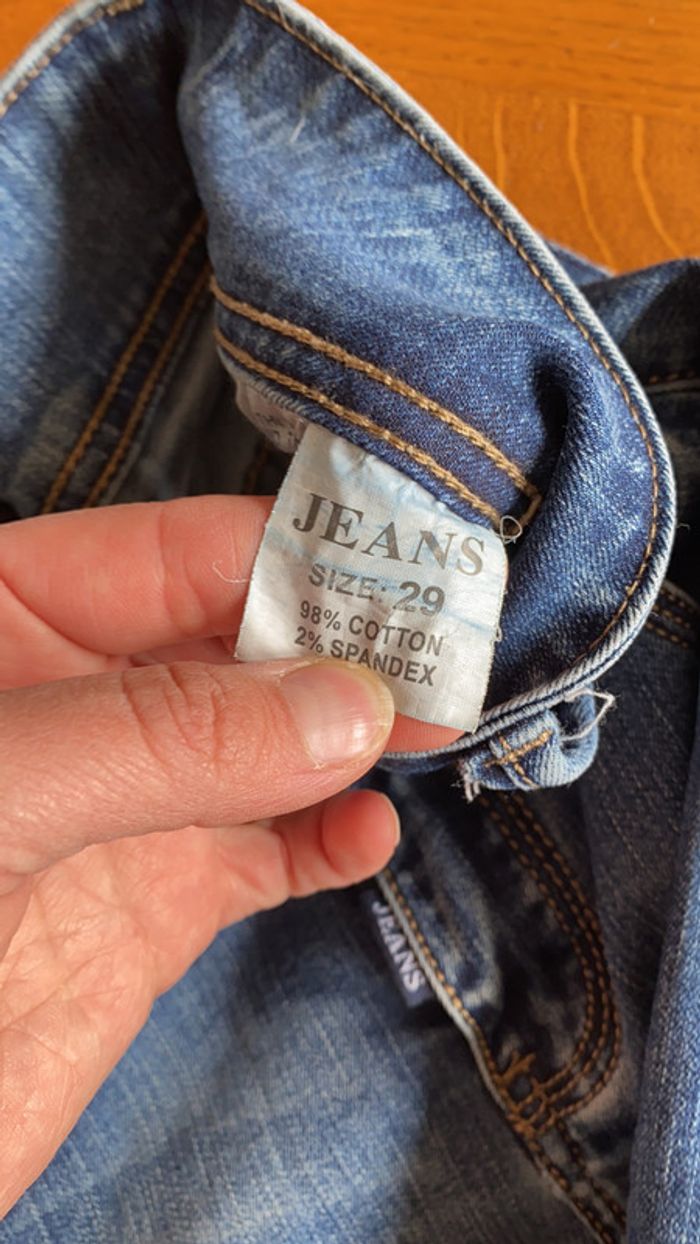 JEANS
SIZE: 29
98% COTTON
2% SPANDEX
JEANS